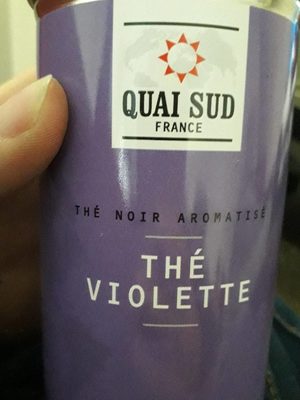 QUAI SUD
FRANCE
THÉ NOIR AROMATISÉ
THÉ
VIOLETTE